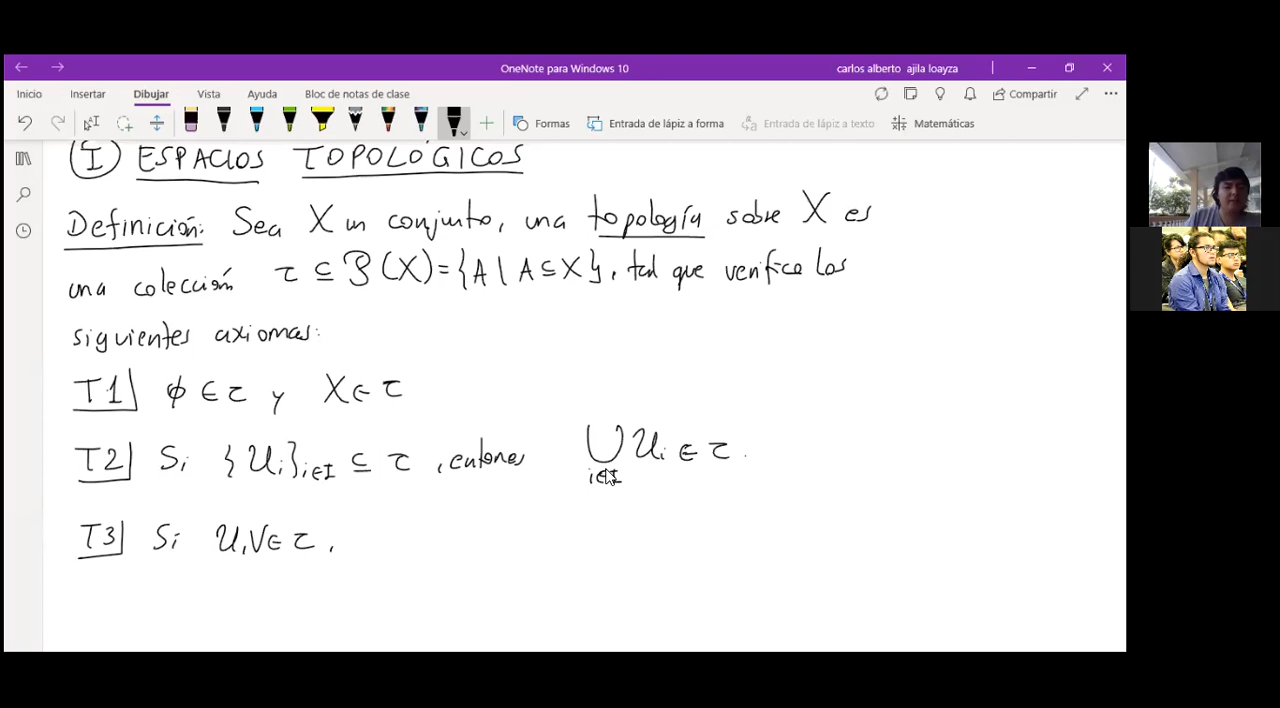 OneNote para Windows 10
carlos alberto ajila loayza
Inicio Insertar Dibujar Vista Ayuda Bloc de notas de clase
Compartir
Formas Entrada de lápiz a forma Entrada de lápiz a texto Matemáticas
(I) ESPACIOS TOPOLÓGICOS
Definición: Sea X un conjunto, una topología sobre X es
una colección τ ⊆ P(X) = {A | A ⊆ X}, tal que verifica los
siguientes axiomas:
T1] ϕ ∈ τ y X ∈ τ
T2] Si {Ui}i∈I ⊆ τ, entonces ⋃i∈I Ui ∈ τ.
T3] Si U,V ∈ τ,